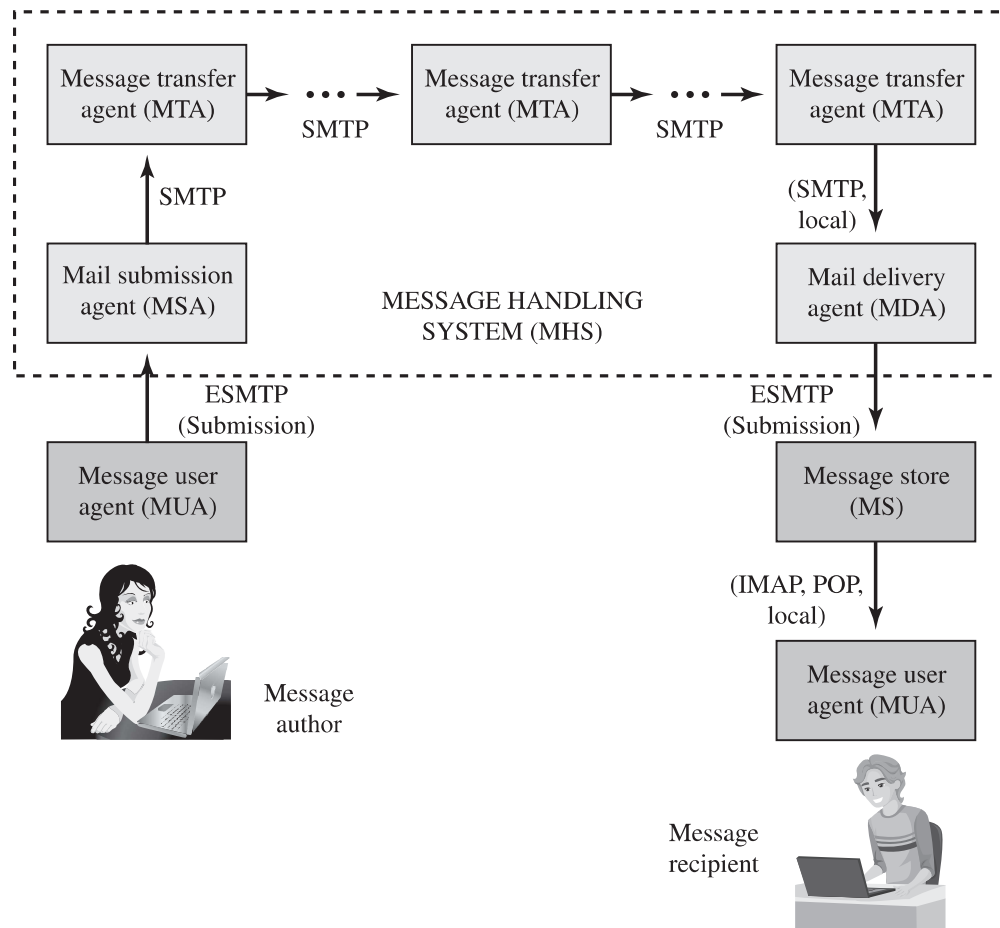 Message transfer
agent (MTA)
SMTP
Message transfer
agent (MTA)
SMTP
Message transfer
agent (MTA)
SMTP
(SMTP,
local)
Mail submission
agent (MSA)
MESSAGE HANDLING
SYSTEM (MHS)
Mail delivery
agent (MDA)
ESMTP
(Submission)
ESMTP
(Submission)
Message user
agent (MUA)
Message store
(MS)
(IMAP, POP,
local)
Message
author
Message user
agent (MUA)
Message
recipient